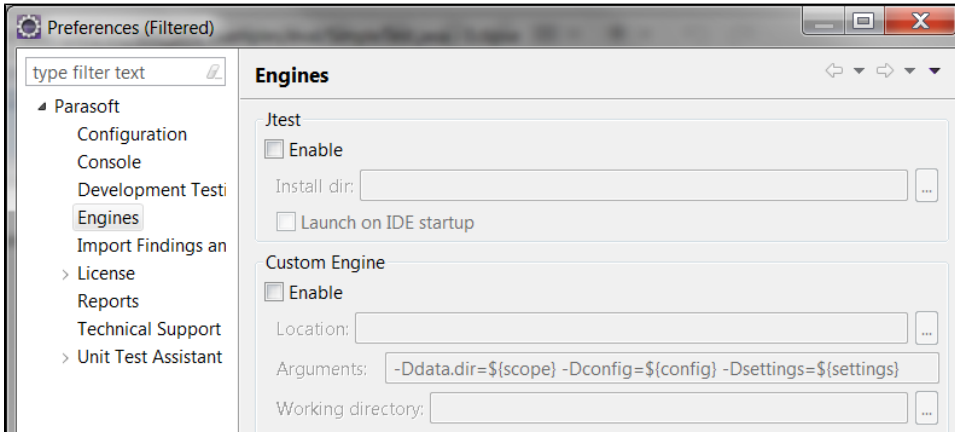 Preferences (Filtered)
type filter text
Engines
Parasoft
Configuration
Console
Development Testi
Engines
Import Findings an
License
Reports
Technical Support
Unit Test Assistant
Jtest
Enable
Install dir:
...
Launch on IDE startup
Custom Engine
Enable
Location:
...
Arguments: -Ddata.dir=${scope} -Dconfig=${config} -Dsettings=${settings}
Working directory:
...